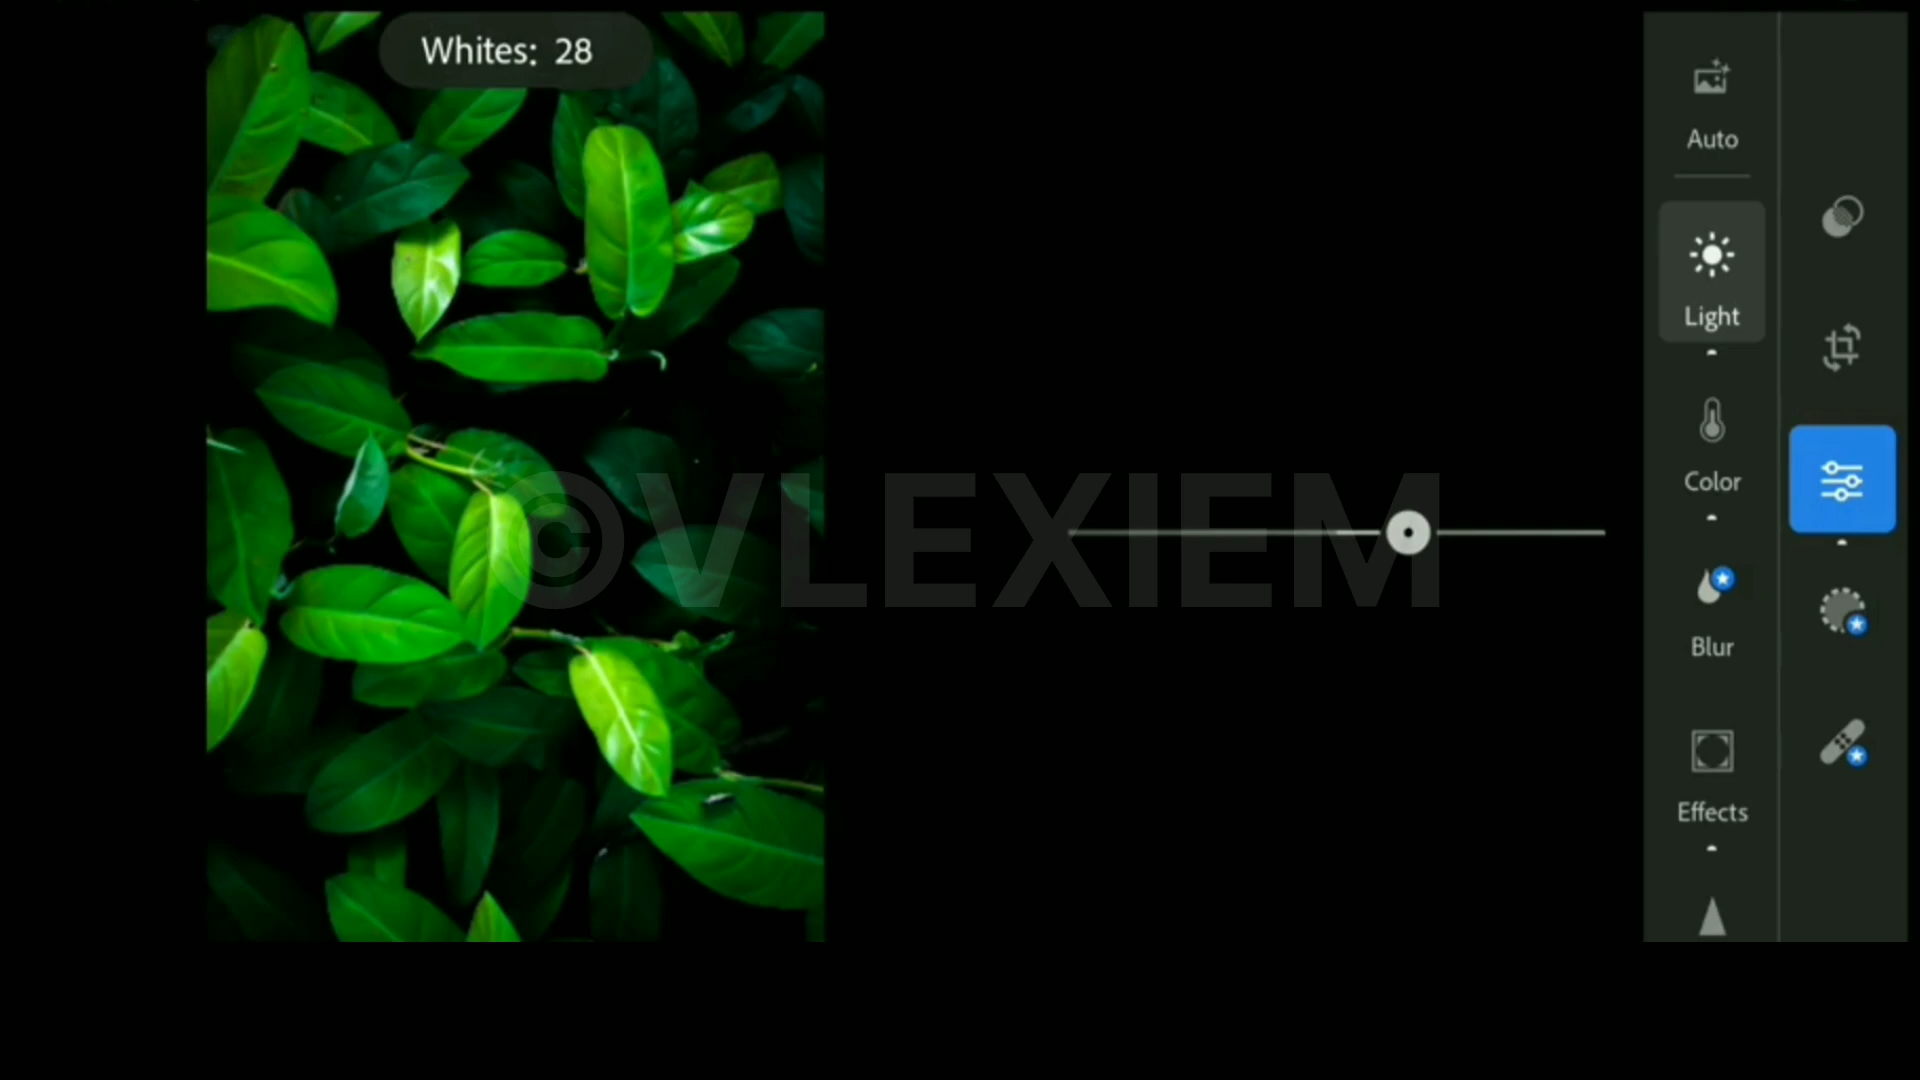 Whites: 28
Auto
Light
Color
Blur
Effects
©VLEXIEM